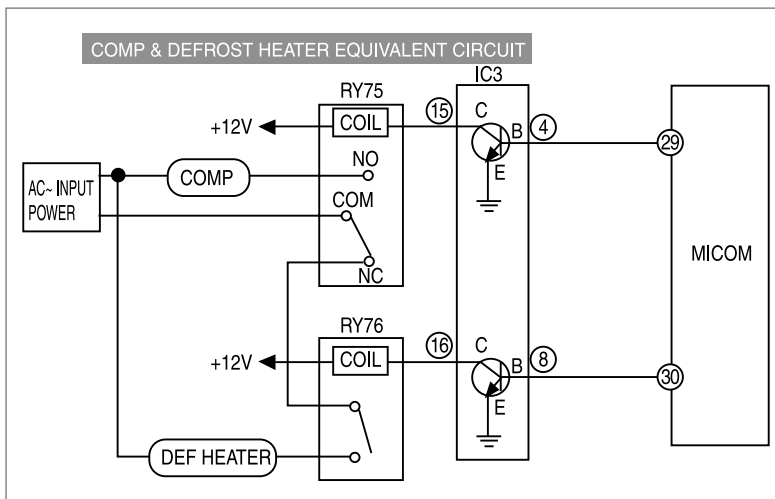 COMP & DEFROST HEATER EQUIVALENT CIRCUIT
IC3
RY75
+12V
COIL
15
C
B
4
29
E
NO
COMP
AC~ INPUT
POWER
COM
NC
MICOM
RY76
+12V
COIL
16
C
B
8
30
E
DEF HEATER